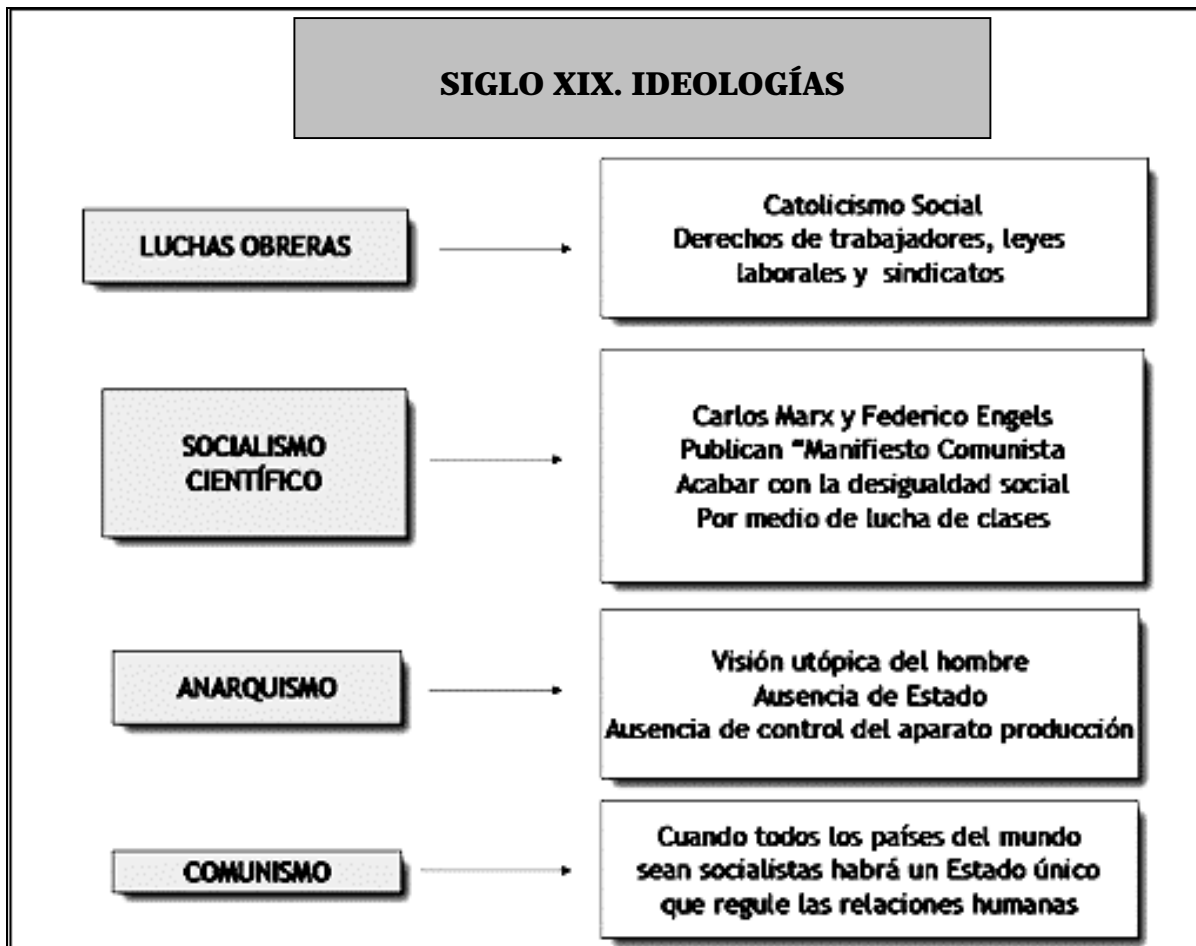 SIGLO XIX. IDEOLOGÍAS
LUCHAS OBRERAS
Catolicismo Social
Derechos de trabajadores, leyes
laborales y sindicatos
SOCIALISMO
CIENTÍFICO
Carlos Marx y Federico Engels
Publican “Manifiesto Comunista
Acabar con la desigualdad social
Por medio de lucha de clases
ANARQUISMO
Visión utópica del hombre
Ausencia de Estado
Ausencia de control del aparato producción
COMUNISMO
Cuando todos los países del mundo
sean socialistas habrá un Estado único
que regule las relaciones humanas